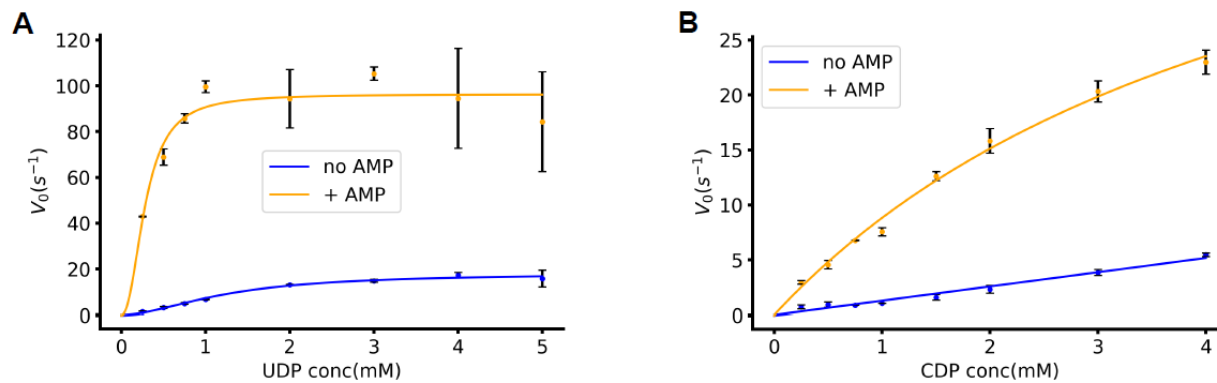 A
120
100
80
60
40
20
0
V₀(s⁻¹)
no AMP
+ AMP
0 1 2 3 4 5
UDP conc(mM)
B
25
20
15
10
5
0
V₀(s⁻¹)
no AMP
+ AMP
0 1 2 3 4
CDP conc(mM)